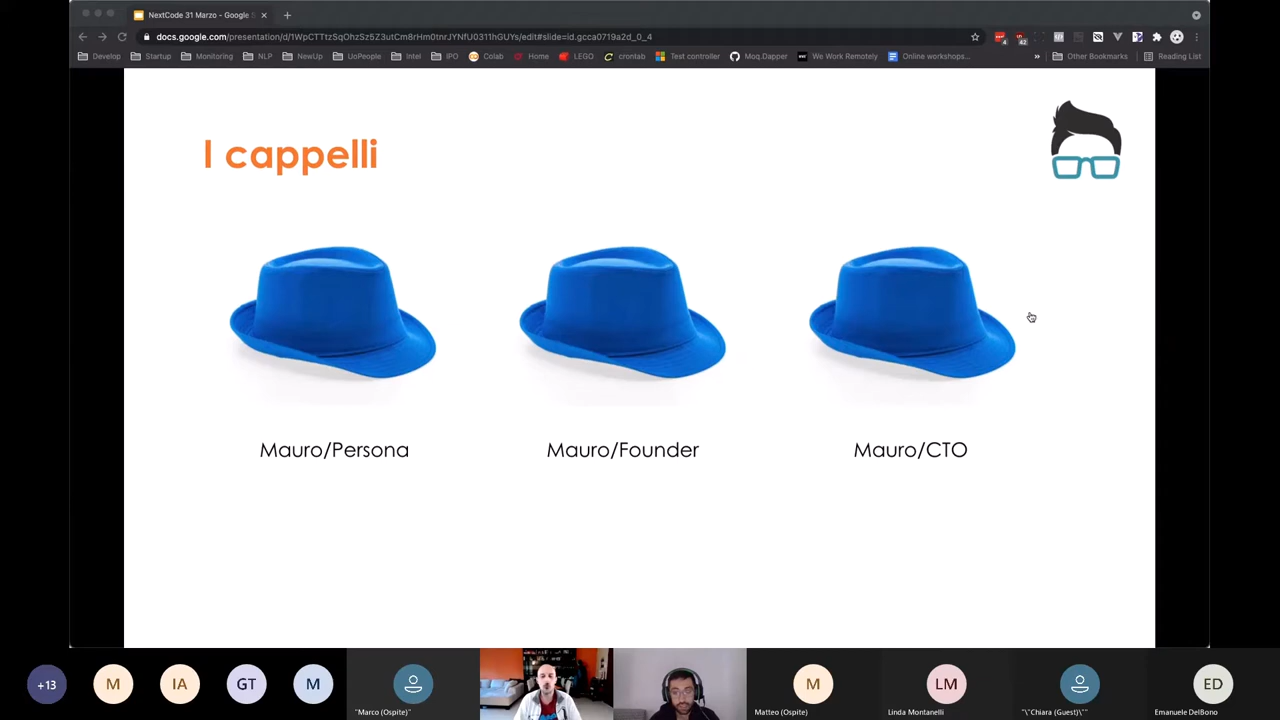 NextCode 31 Marzo - Google S
docs.google.com/presentation/d/1WpCTTtzSqOhzSz5Z3utCm8rHm0tnrJYNfU0311hGUYs/edit#slide=id.gcca0719a2d_0_4
Develop Startup Monitoring NLP NewUp UoPeople Intel IPO Colab Home LEGO crontab Test controller Moq.Dapper We Work Remotely Online workshops... » Other Bookmarks Reading List
I cappelli
Mauro/Persona Mauro/Founder Mauro/CTO
+13 M IA GT M M LM ED
"Marco (Ospite)" Matteo (Ospite) Linda Montanelli "\"Chiara (Guest)\"" Emanuele DelBono